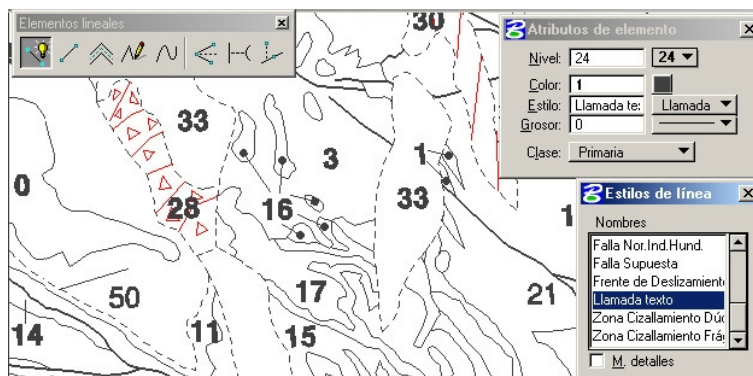 Elementos lineales
30
Atributos de elemento
Nivel: 24 24
Color: 1
Estilo: Llamada te: Llamada
Grosor: 0
Clase: Primaria
33
3
1
0
28
16
33
Estilos de línea
Nombres
Falla Nor.Ind.Hund.
Falla Supuesta
Frente de Deslizamient
Llamada texto
Zona Cizallamiento Dúc
Zona Cizallamiento Frág
M. detalles
1
50
17
21
14
11
15